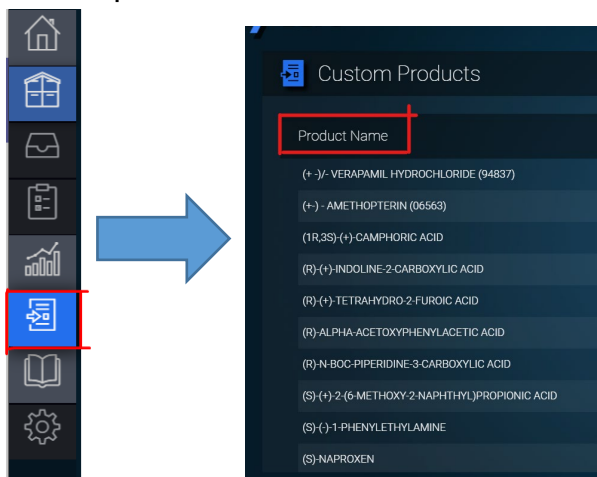 Custom Products
Product Name
(+ -)/- VERAPAMIL HYDROCHLORIDE (94837)
(+-) - AMETHOPTERIN (06563)
(1R,3S)-(+)-CAMPHORIC ACID
(R)-(+)-INDOLINE-2-CARBOXYLIC ACID
(R)-(+)-TETRAHYDRO-2-FUROIC ACID
(R)-ALPHA-ACETOXYPHENYLACETIC ACID
(R)-N-BOC-PIPERIDINE-3-CARBOXYLIC ACID
(S)-(+)-2-(6-METHOXY-2-NAPHTHYL)PROPIONIC ACID
(S)-(-)-1-PHENYLETHYLAMINE
(S)-NAPROXEN